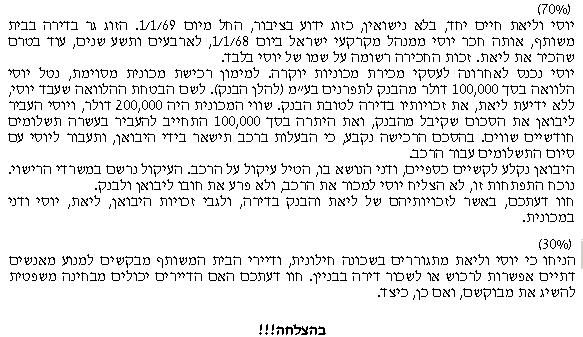 (70%)
יוסי וליאת חיים יחד, בלא נישואין, כזוג ידוע בציבור, החל מיום 1/1/69. הזוג גר בדירה בבית
משותף, אותה חכר יוסי ממנהל מקרקעי ישראל ביום 1/1/68, לארבעים ותשע שנים, עוד בטרם
שהכיר את ליאת. זכות החכירה רשומה על שמו של יוסי בלבד.
יוסי נכנס לאחרונה לעסקי מכירת מכוניות יוקרה. למימון רכישת מכונית מסוימת, נטל יוסי
הלוואה בסך 100,000 דולר מהבנק לתפרנים בע״מ (להלן הבנק). לשם הבטחת ההלוואה שעבד יוסי,
ללא ידיעת ליאת, את זכויותיו בדירה לטובת הבנק. שווי המכונית היה 200,000 דולר, ויוסי העביר
ליבואן את הסכום שקיבל מהבנק, ואת היתרה בסך 100,000 התחייב להעביר בעשרה תשלומים
חודשיים שווים. בהסכם הרכישה נקבע, כי הבעלות ברכב תישאר בידי היבואן, ותעבור ליוסי עם
סיום התשלומים עבור הרכב.
היבואן נקלע לקשיים כספיים, ודני הנושא בו, הטיל עיקול על הרכב. העיקול נרשם במשרדי הרישוי.
נוכח התפתחות זו, לא הצליח יוסי למכור את הרכב, ולא פרע את חובו ליבואן ולבנק.
חוו דעתכם, באשר לזכויותיהם של ליאת והבנק בדירה, ולגבי זכויות היבואן, ליאת, יוסי ודני
במכונית.
(30%)
הניחו כי יוסי וליאת מתגוררים בשכונה חילונית, ודיירי הבית המשותף מבקשים למנוע מאנשים
דתיים אפשרות לרכוש או לשכור דירה בבניין. חוו דעתכם האם הדיירים יכולים מבחינה משפטית
להשיג את מבוקשם, ואם כן, כיצד.
בהצלחה!!!